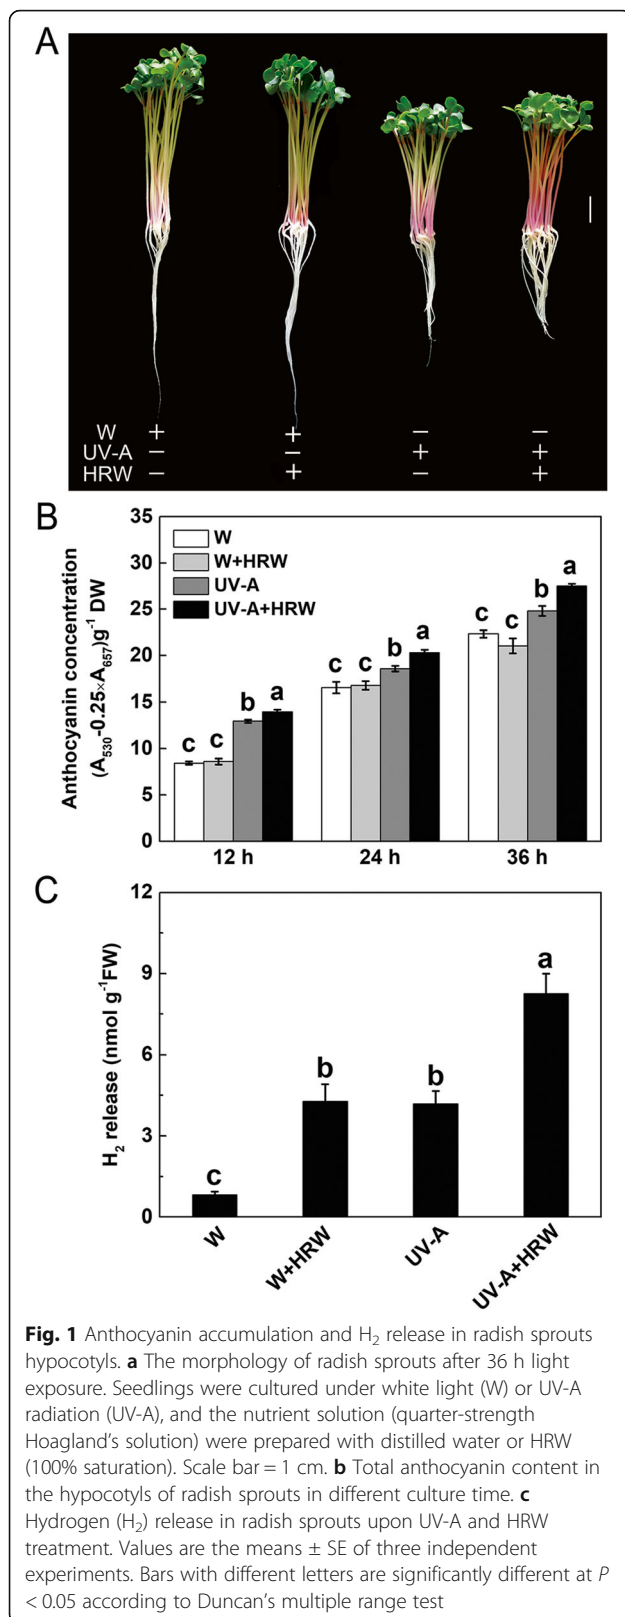 A
W + + − −
UV-A − − + +
HRW − + − +
B
35
30
25
20
15
10
5
0
Anthocyanin concentration
(A530-0.25×A657)g-1 DW
W
W+HRW
UV-A
UV-A+HRW
c c b a
c c b a
c c b a
12 h 24 h 36 h
C
12
9
6
3
0
H2 release (nmol g-1FW)
c b b a
W W+HRW UV-A UV-A+HRW
Fig. 1 Anthocyanin accumulation and H2 release in radish sprouts
hypocotyls. a The morphology of radish sprouts after 36 h light
exposure. Seedlings were cultured under white light (W) or UV-A
radiation (UV-A), and the nutrient solution (quarter-strength
Hoagland's solution) were prepared with distilled water or HRW
(100% saturation). Scale bar = 1 cm. b Total anthocyanin content in
the hypocotyls of radish sprouts in different culture time. c
Hydrogen (H2) release in radish sprouts upon UV-A and HRW
treatment. Values are the means ± SE of three independent
experiments. Bars with different letters are significantly different at P
< 0.05 according to Duncan's multiple range test